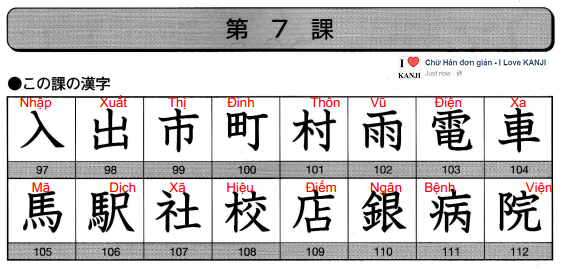 第 7 課
I ❤ KANJI
Chữ Hán đơn giản - I Love KANJI
Just now
●この課の漢字
Nhập Xuất Thị Đinh Thôn Vũ Điện Xa
入 出 市 町 村 雨 電 車
97 98 99 100 101 102 103 104
Mã Dịch Xã Hiệu Điếm Ngân Bệnh Viện
馬 駅 社 校 店 銀 病 院
105 106 107 108 109 110 111 112